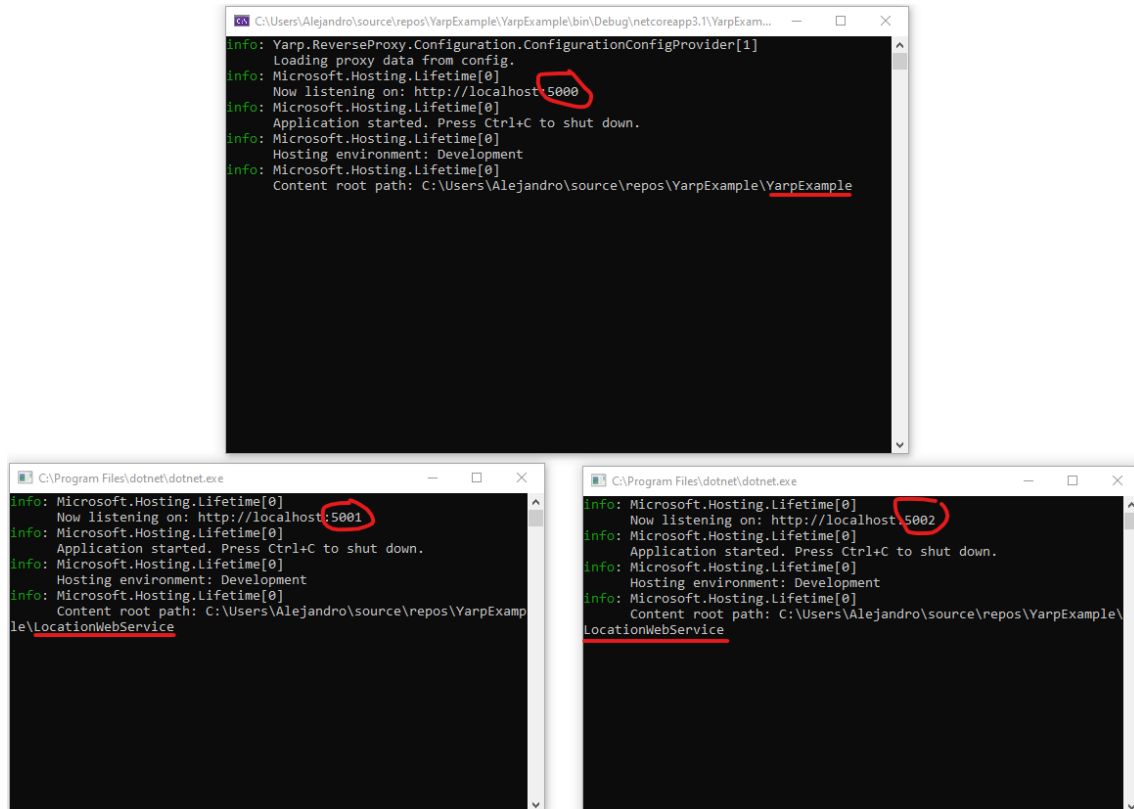 C:\Users\Alejandro\source\repos\YarpExample\YarpExample\bin\Debug\netcoreapp3.1\YarpExam...
info: Yarp.ReverseProxy.Configuration.ConfigurationConfigProvider[1]
Loading proxy data from config.
info: Microsoft.Hosting.Lifetime[0]
Now listening on: http://localhost:5000
info: Microsoft.Hosting.Lifetime[0]
Application started. Press Ctrl+C to shut down.
info: Microsoft.Hosting.Lifetime[0]
Hosting environment: Development
info: Microsoft.Hosting.Lifetime[0]
Content root path: C:\Users\Alejandro\source\repos\YarpExample\YarpExample
C:\Program Files\dotnet\dotnet.exe
info: Microsoft.Hosting.Lifetime[0]
Now listening on: http://localhost:5001
info: Microsoft.Hosting.Lifetime[0]
Application started. Press Ctrl+C to shut down.
info: Microsoft.Hosting.Lifetime[0]
Hosting environment: Development
info: Microsoft.Hosting.Lifetime[0]
Content root path: C:\Users\Alejandro\source\repos\YarpExamp
le\LocationWebService
C:\Program Files\dotnet\dotnet.exe
info: Microsoft.Hosting.Lifetime[0]
Now listening on: http://localhost:5002
info: Microsoft.Hosting.Lifetime[0]
Application started. Press Ctrl+C to shut down.
info: Microsoft.Hosting.Lifetime[0]
Hosting environment: Development
info: Microsoft.Hosting.Lifetime[0]
Content root path: C:\Users\Alejandro\source\repos\YarpExample\
LocationWebService